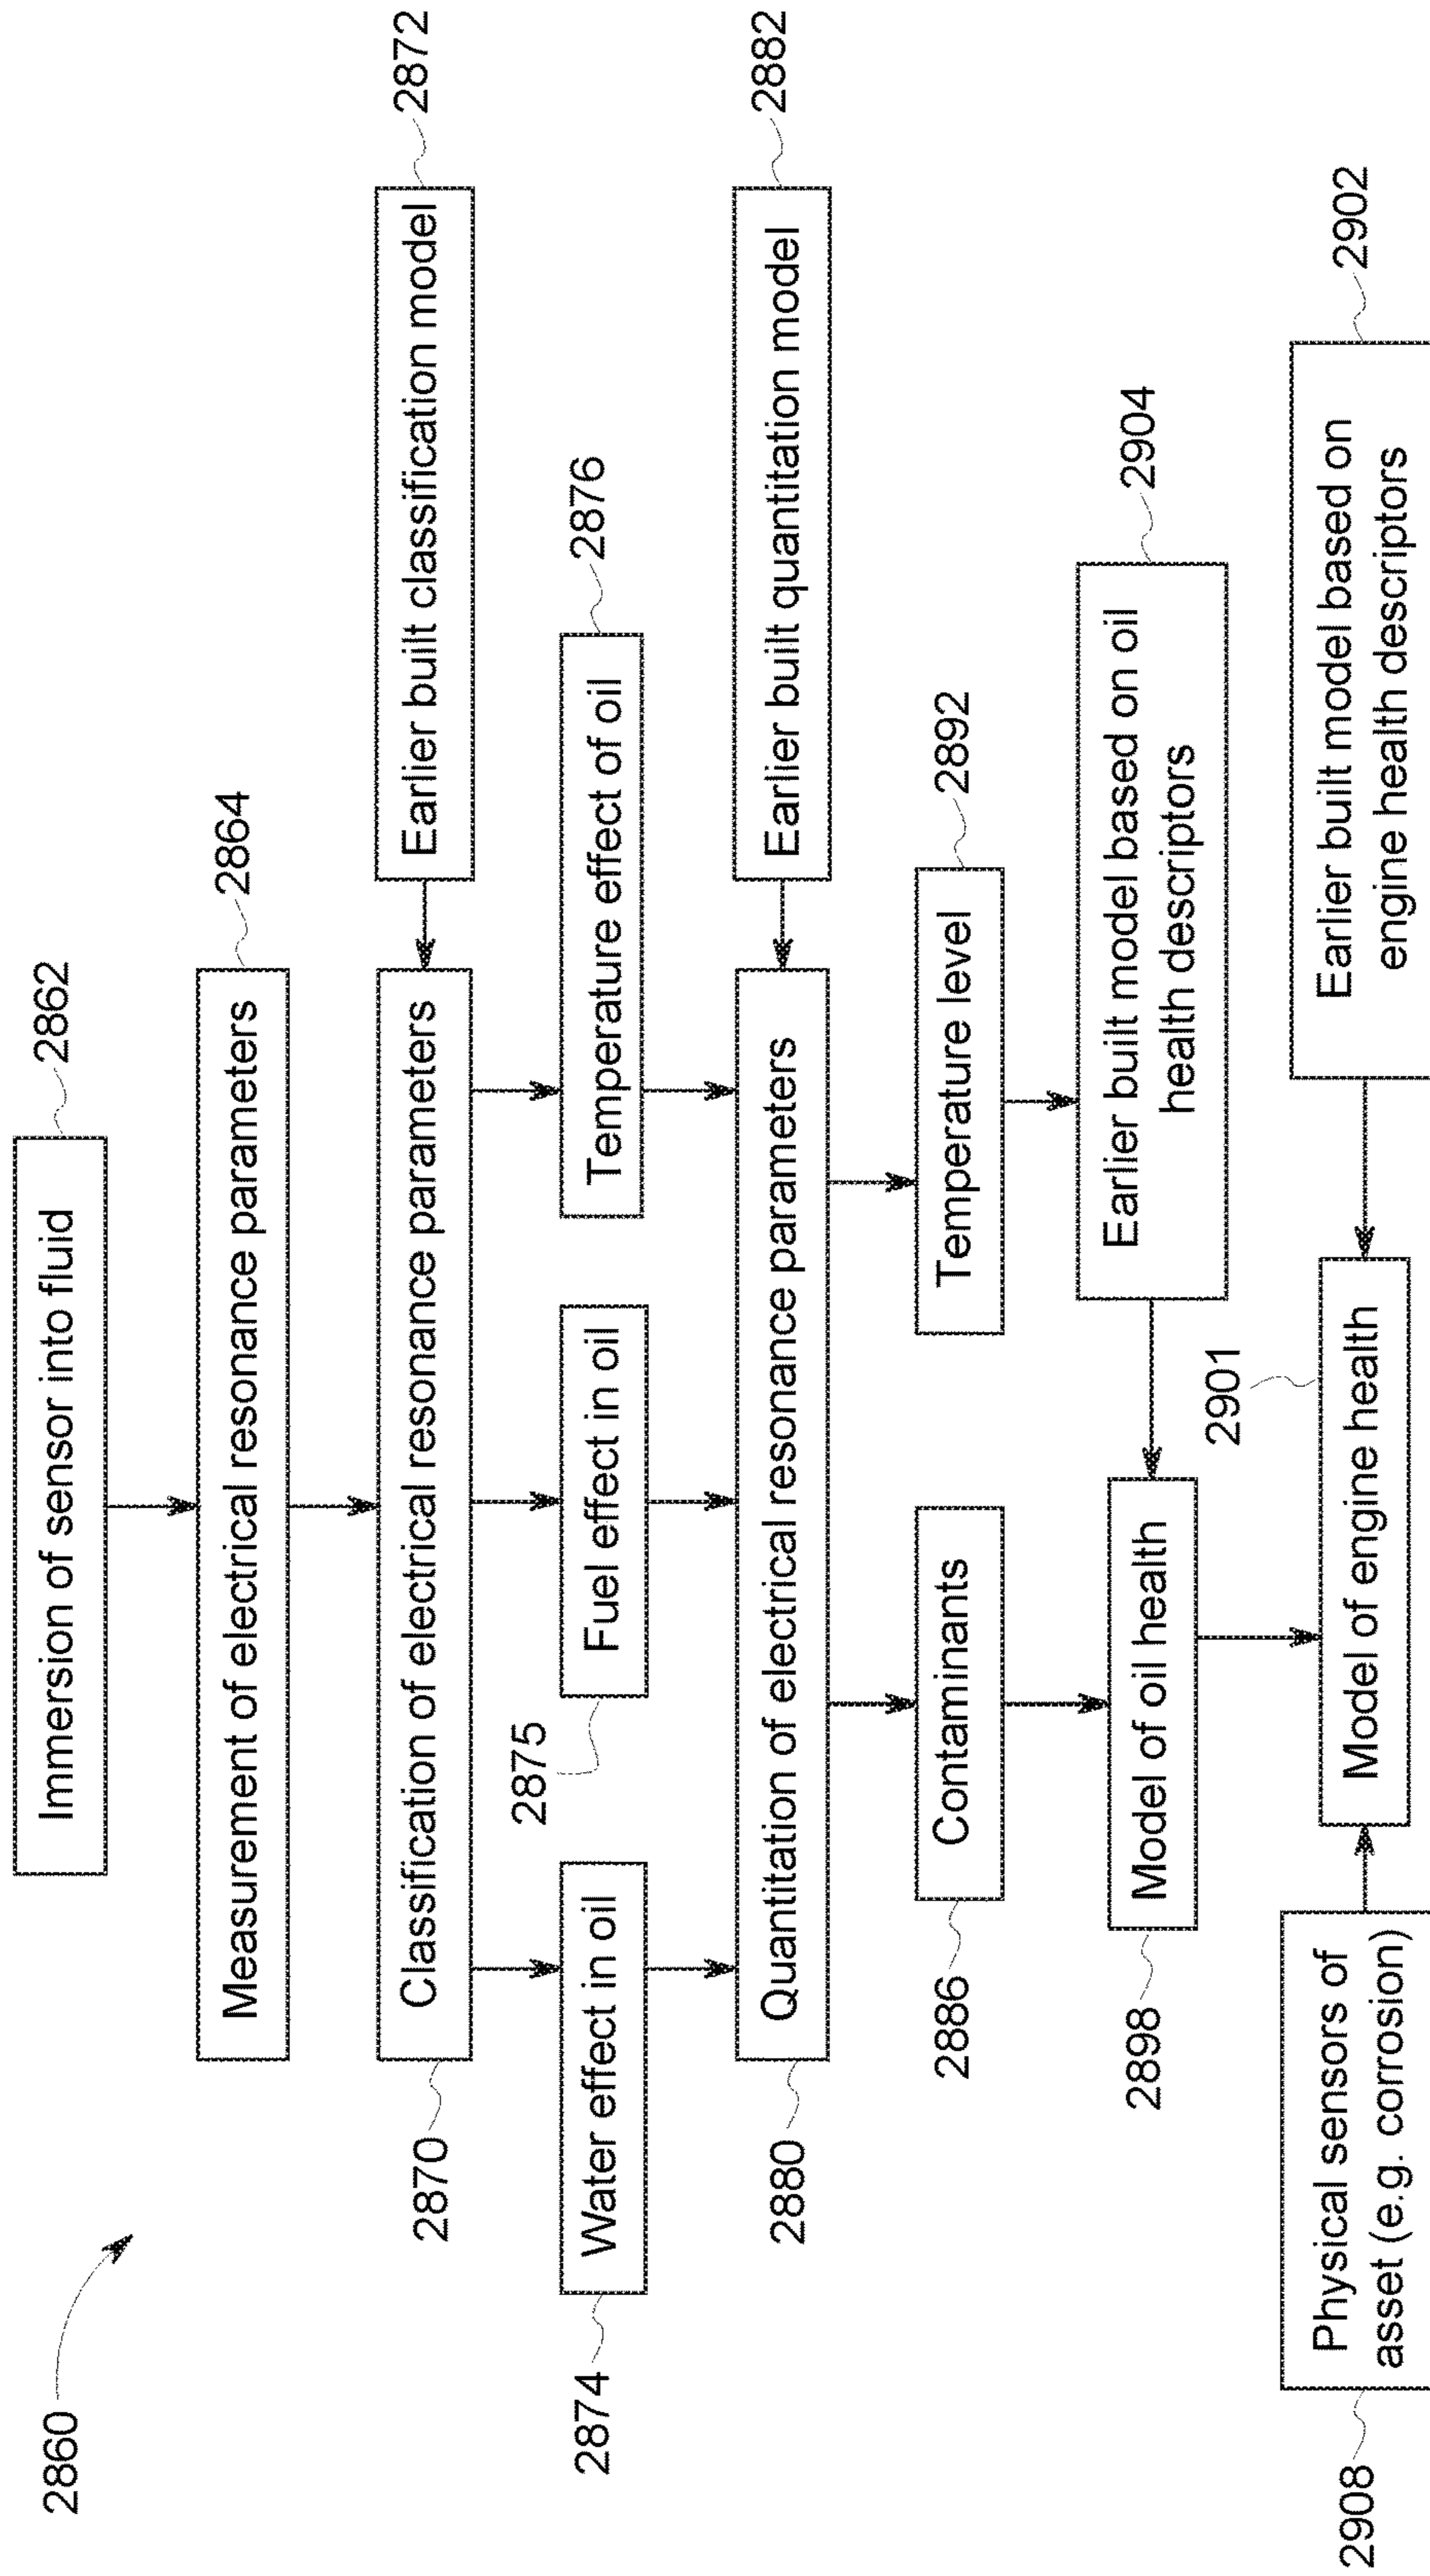 2860
Immersion of sensor into fluid
2862
Measurement of electrical resonance parameters
2864
2870
Classification of electrical resonance parameters
Earlier built classification model
2872
2874
Water effect in oil
2875
Fuel effect in oil
Temperature effect of oil
2876
2880
Quantitation of electrical resonance parameters
Earlier built quantitation model
2882
2886
Contaminants
Temperature level
2892
2898
Model of oil health
Earlier built model based on oil
health descriptors
2904
2901
2908
Physical sensors of
asset (e.g. corrosion)
Model of engine health
Earlier built model based on
engine health descriptors
2902